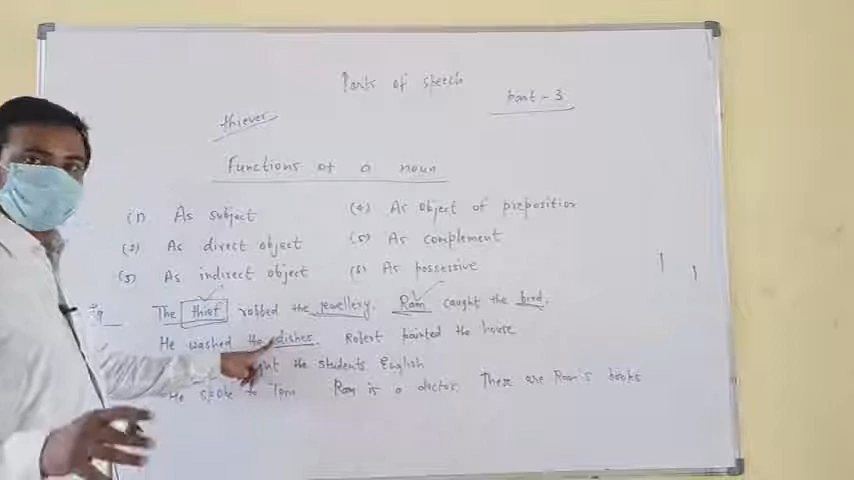 Parts of speech
Part - 3
thiever
Functions of a noun
(1) As subject (4) As object of preposition
(2) As direct object (5) As complement
(3) As indirect object (6) As possessive
Eg The thief robbed the jewellery. Ram caught the bird.
He washed the dishes. Robert painted the house
the students English
He spoke to Tom Ram is a doctor. These are Ram's books